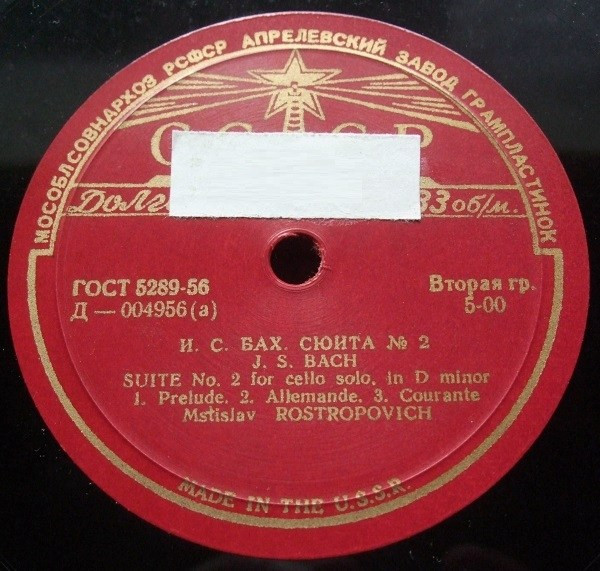 МОСОБЛСОВНАРХОЗ РСФСР АПРЕЛЕВСКИЙ ЗАВОД ГРАМПЛАСТИНОК
33 об/м.
ГОСТ 5289-56
Вторая гр.
Д — 004956 (а)
5-00
И. С. БАХ. СЮИТА № 2
J. S. BACH
SUITE No. 2 for cello solo, in D minor
1. Prelude. 2. Allemande. 3. Courante
Mstislav ROSTROPOVICH
MADE IN THE U.S.S.R.